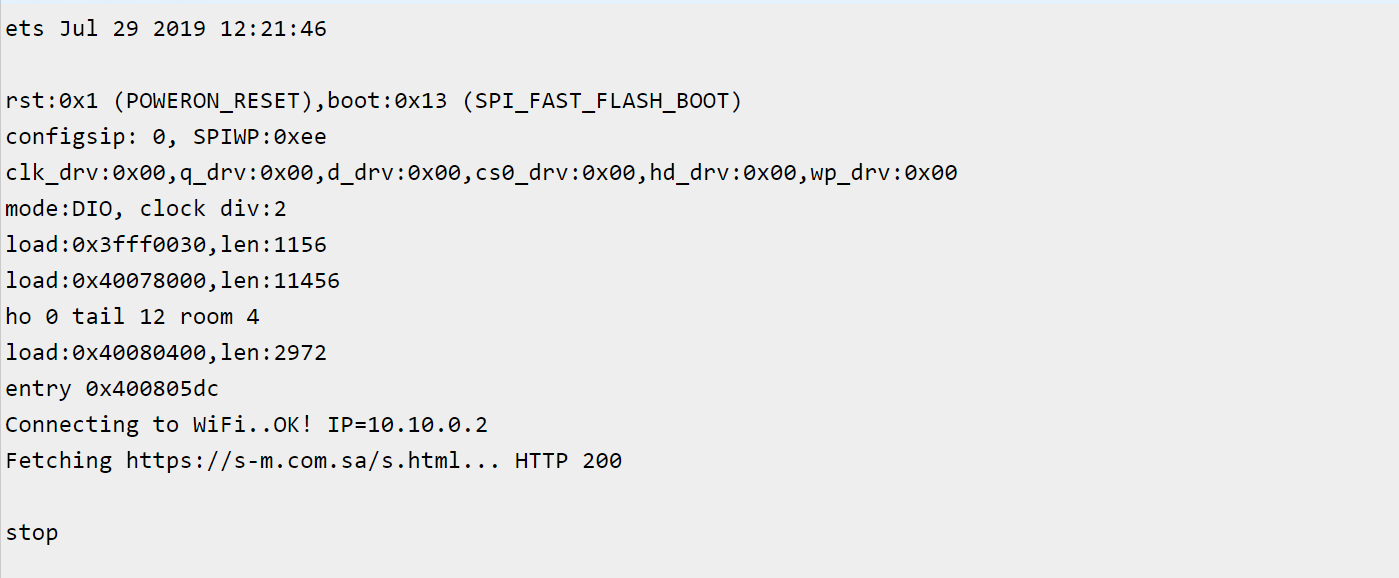 ets Jul 29 2019 12:21:46
rst:0x1 (POWERON_RESET),boot:0x13 (SPI_FAST_FLASH_BOOT)
configsip: 0, SPIWP:0xee
clk_drv:0x00,q_drv:0x00,d_drv:0x00,cs0_drv:0x00,hd_drv:0x00,wp_drv:0x00
mode:DIO, clock div:2
load:0x3fff0030,len:1156
load:0x40078000,len:11456
ho 0 tail 12 room 4
load:0x40080400,len:2972
entry 0x400805dc
Connecting to WiFi..OK! IP=10.10.0.2
Fetching https://s-m.com.sa/s.html... HTTP 200
stop